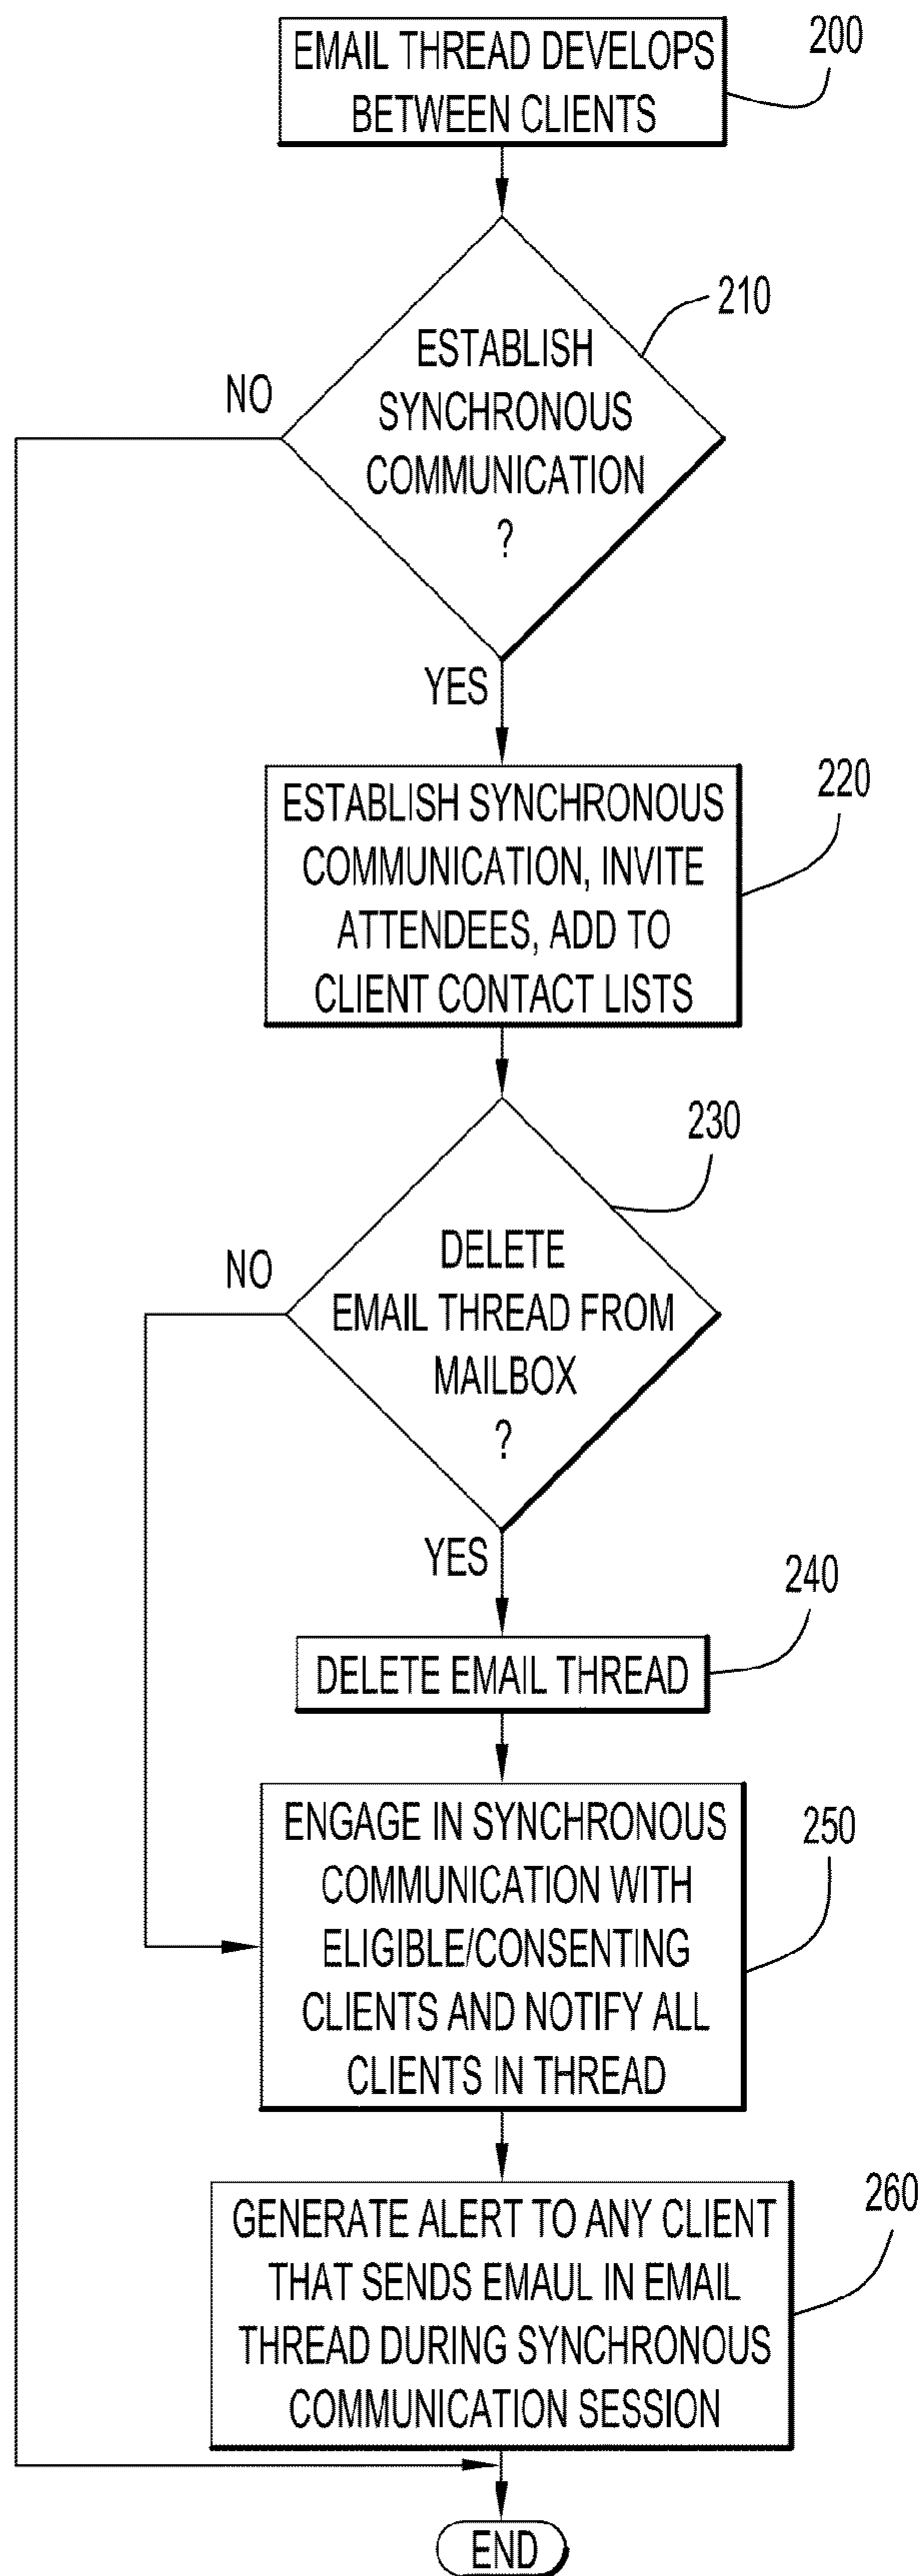 EMAIL THREAD DEVELOPS
BETWEEN CLIENTS
200
210
ESTABLISH
SYNCHRONOUS
COMMUNICATION
?
NO
YES
220
ESTABLISH SYNCHRONOUS
COMMUNICATION, INVITE
ATTENDEES, ADD TO
CLIENT CONTACT LISTS
230
DELETE
EMAIL THREAD FROM
MAILBOX
?
NO
YES
240
DELETE EMAIL THREAD
250
ENGAGE IN SYNCHRONOUS
COMMUNICATION WITH
ELIGIBLE/CONSENTING
CLIENTS AND NOTIFY ALL
CLIENTS IN THREAD
260
GENERATE ALERT TO ANY CLIENT
THAT SENDS EMAUL IN EMAIL
THREAD DURING SYNCHRONOUS
COMMUNICATION SESSION
END